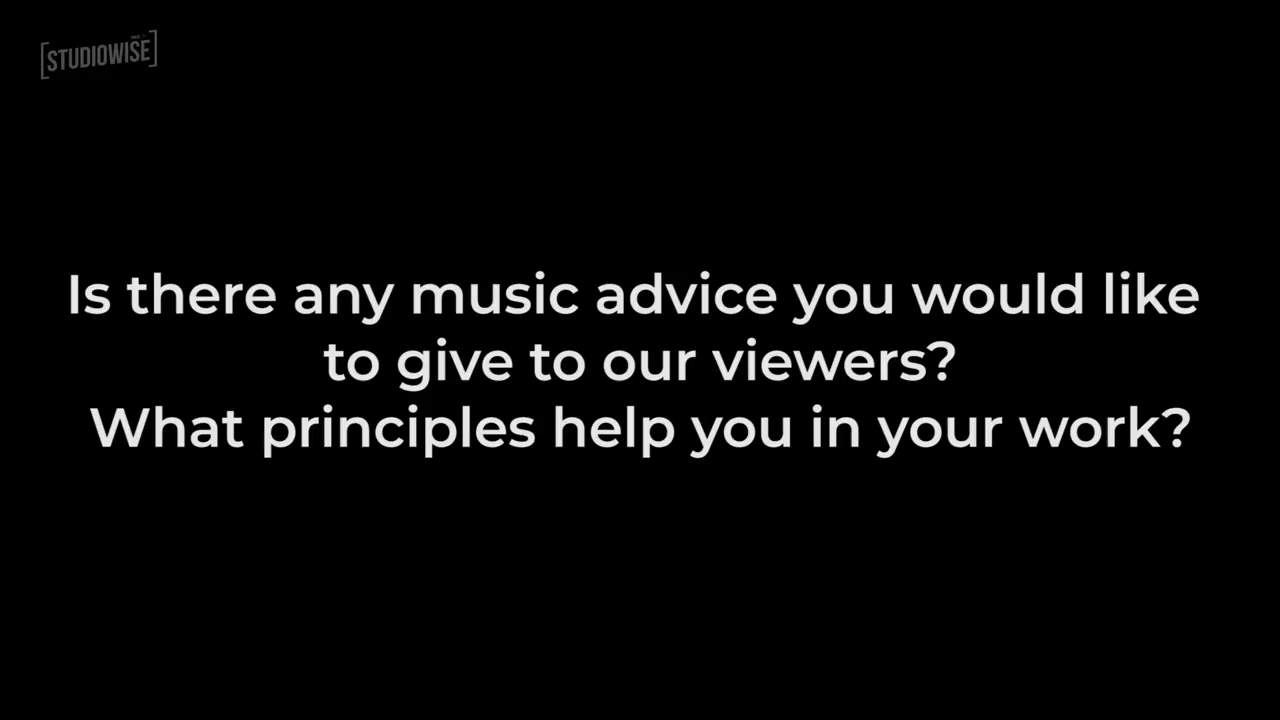 [STUDIOWISE]
Is there any music advice you would like
to give to our viewers?
What principles help you in your work?